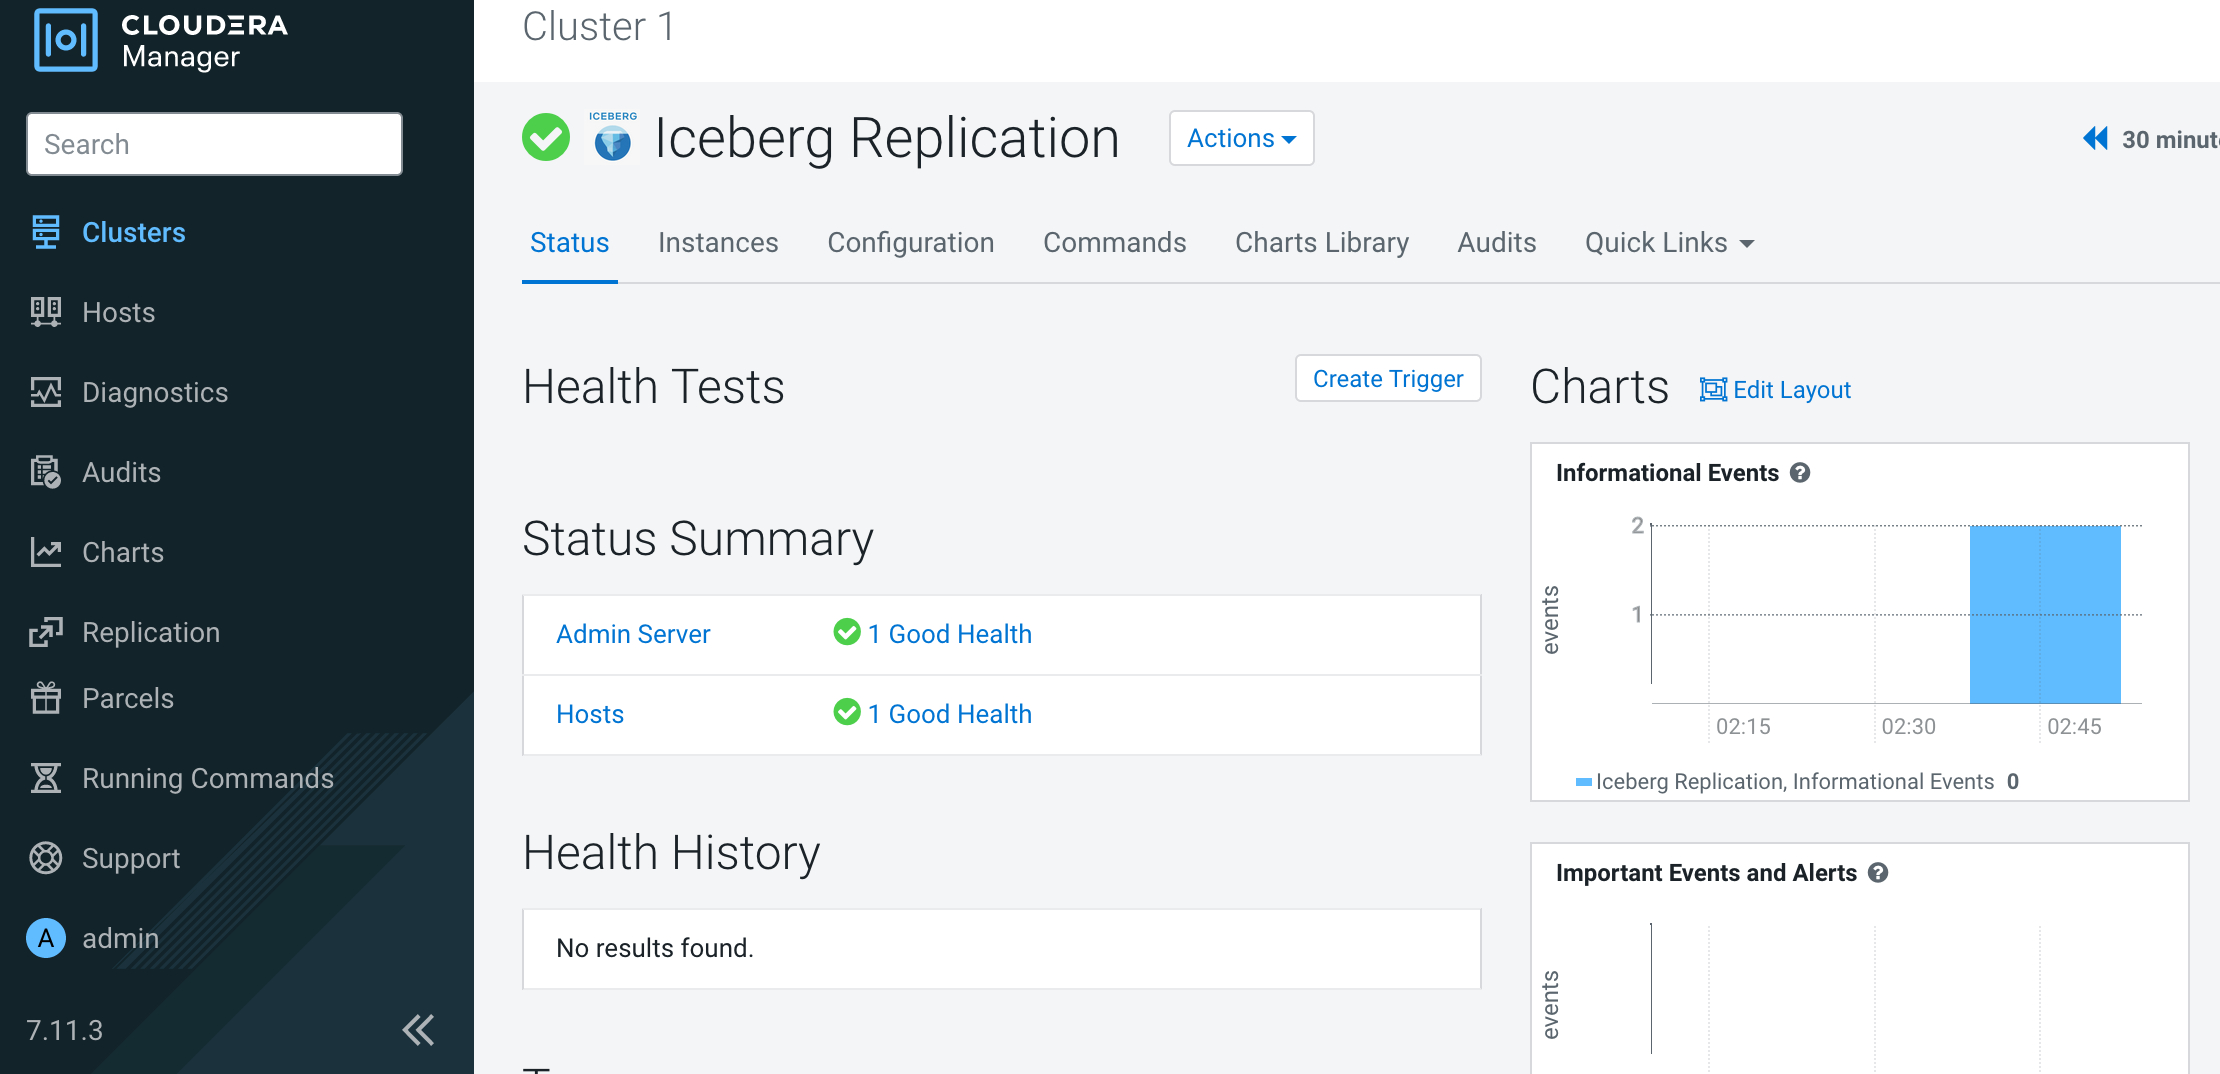 CLOUDERA
Manager
Search
Clusters
Hosts
Diagnostics
Audits
Charts
Replication
Parcels
Running Commands
Support
A admin
7.11.3
Cluster 1
ICEBERG
Iceberg Replication
Actions
30 minut
Status Instances Configuration Commands Charts Library Audits Quick Links
Health Tests
Create Trigger
Status Summary
Admin Server 1 Good Health
Hosts 1 Good Health
Health History
No results found.
Charts Edit Layout
Informational Events ?
2
1
events
02:15 02:30 02:45
Iceberg Replication, Informational Events 0
Important Events and Alerts ?
events